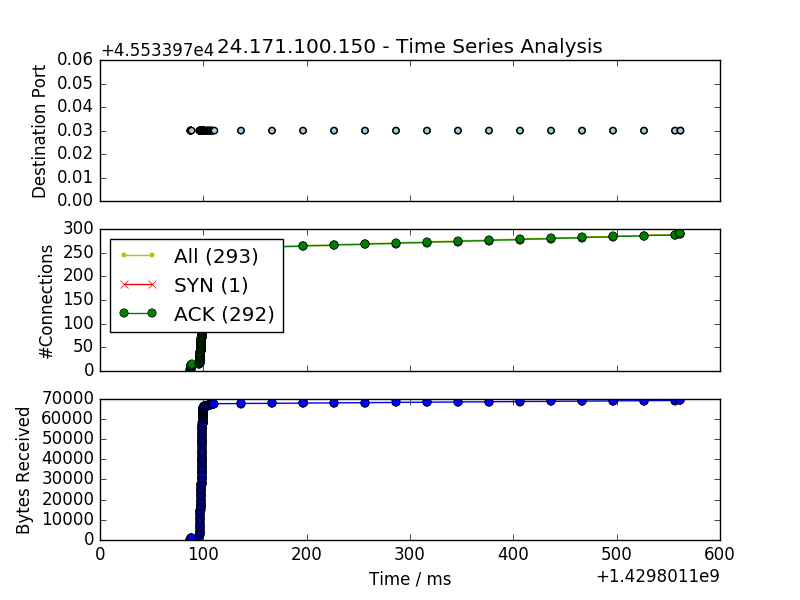 +4.553397e4 24.171.100.150 - Time Series Analysis
0.06
0.05
0.04
0.03
0.02
0.01
0.00
Destination Port
300
250
200
150
100
50
0
#Connections
All (293)
SYN (1)
ACK (292)
70000
60000
50000
40000
30000
20000
10000
0
Bytes Received
0 100 200 300 400 500 600
Time / ms
+1.4298011e9